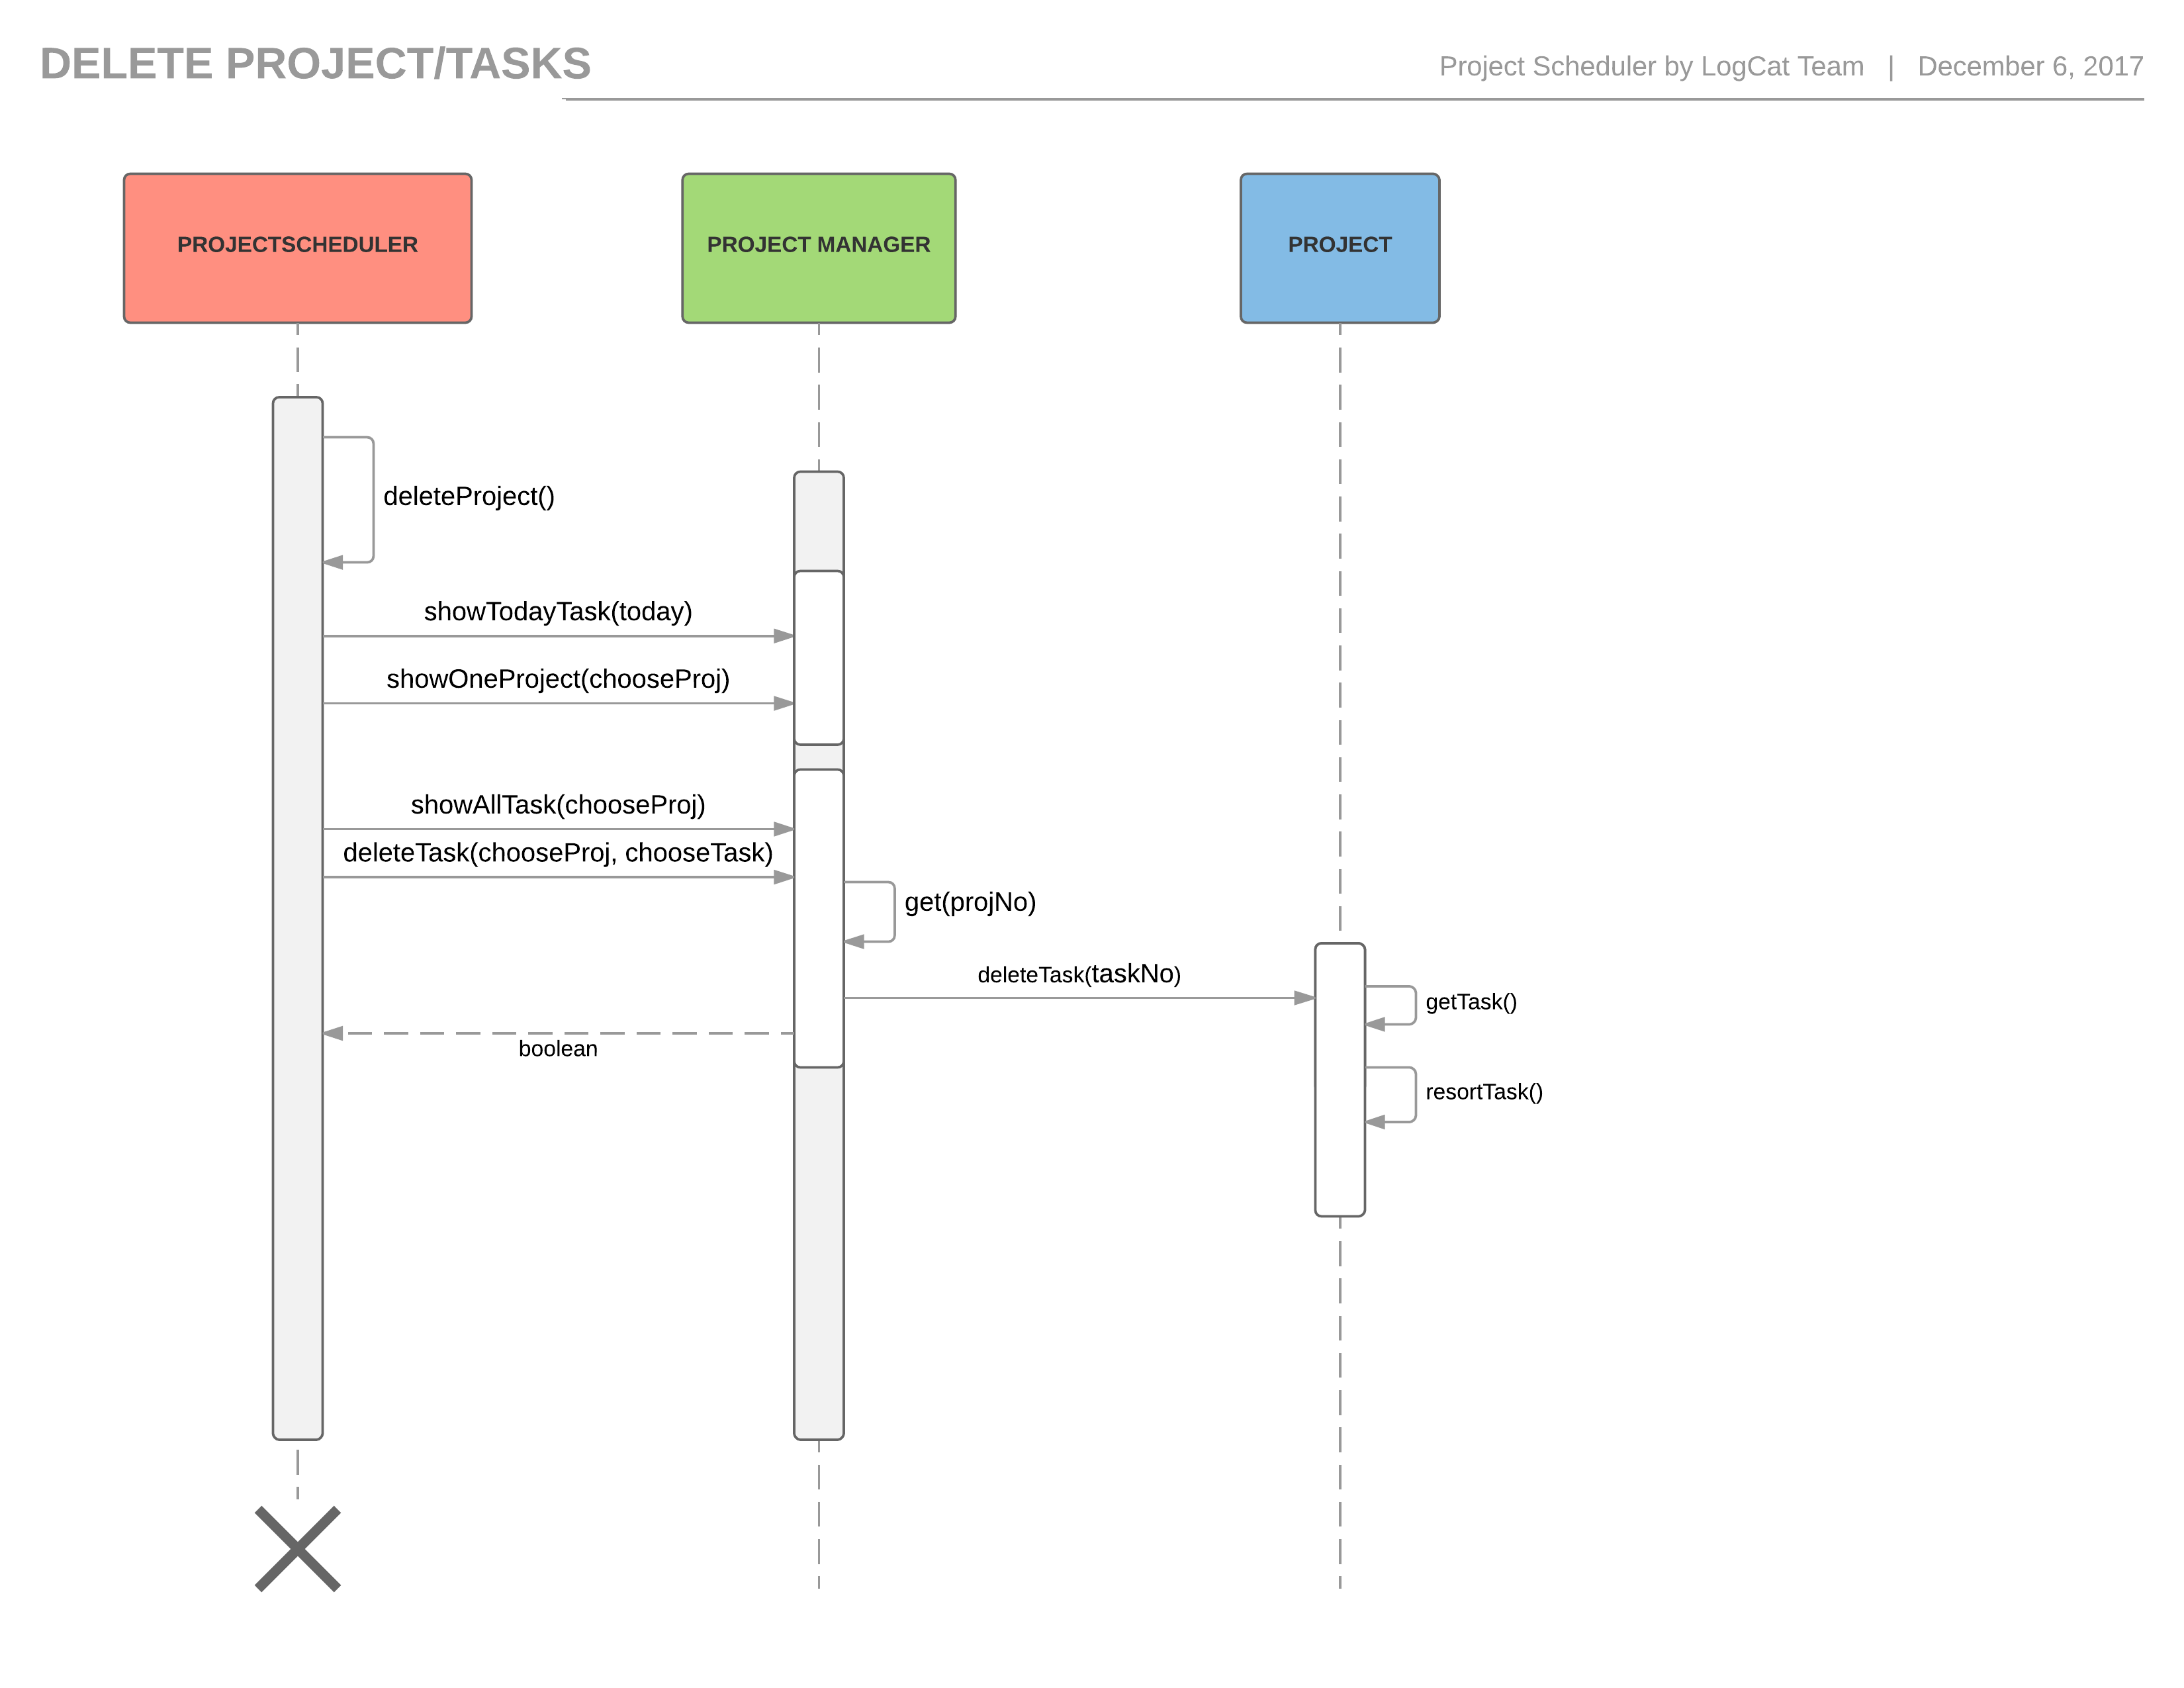 DELETE PROJECT/TASKS
Project Scheduler by LogCat Team | December 6, 2017
PROJECTSCHEDULER
PROJECT MANAGER
PROJECT
deleteProject()
showTodayTask(today)
showOneProject(chooseProj)
showAllTask(chooseProj)
deleteTask(chooseProj, chooseTask)
get(projNo)
deleteTask(taskNo)
getTask()
boolean
resortTask()